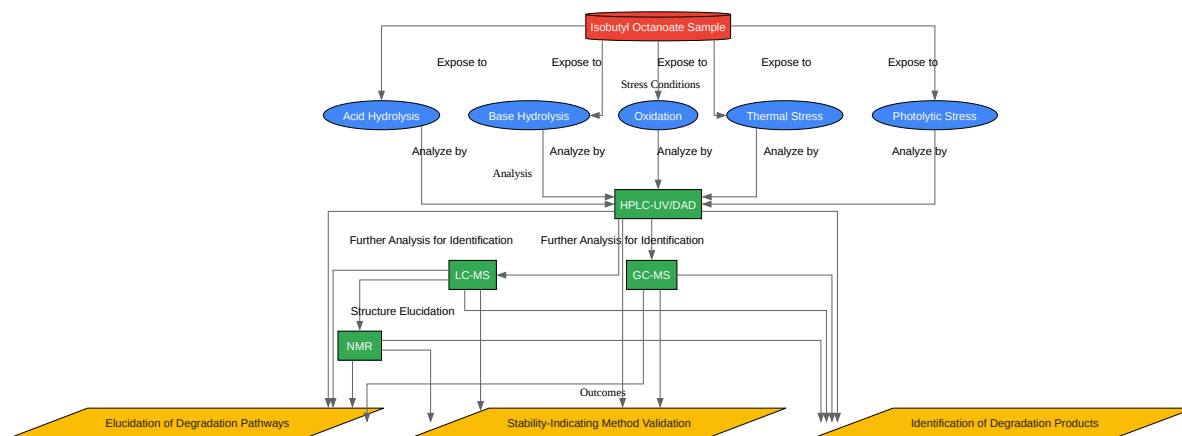 Isobutyl Octanoate Sample
Expose to
Expose to
Expose to
Expose to
Expose to
Stress Conditions
Acid Hydrolysis
Base Hydrolysis
Oxidation
Thermal Stress
Photolytic Stress
Analyze by
Analyze by
Analyze by
Analyze by
Analyze by
Analysis
HPLC-UV/DAD
Further Analysis for Identification
Further Analysis for Identification
LC-MS
GC-MS
Structure Elucidation
NMR
Outcomes
Elucidation of Degradation Pathways
Stability-Indicating Method Validation
Identification of Degradation Products